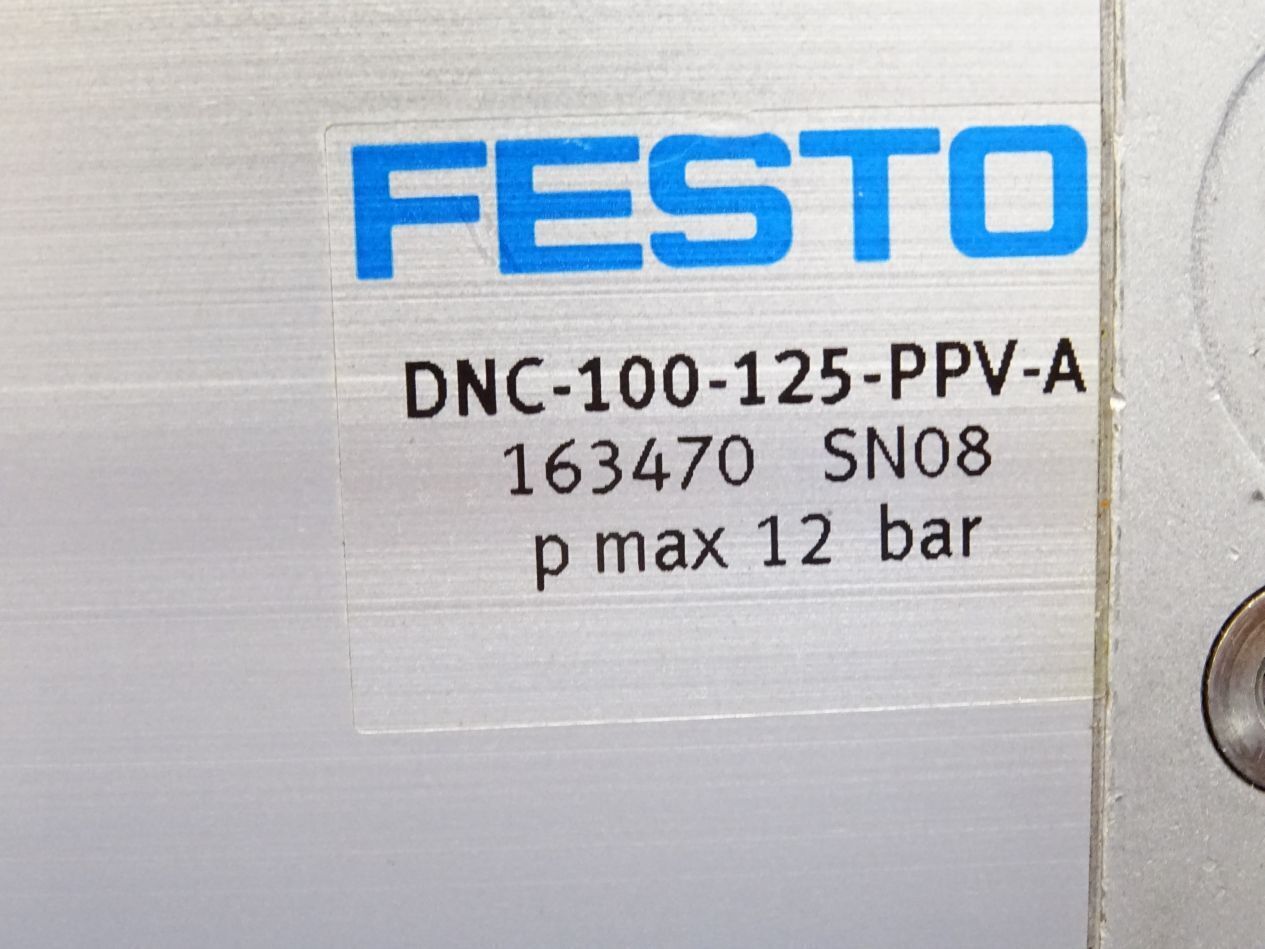 FESTO
DNC-100-125-PPV-A
163470 SN08
p max 12 bar